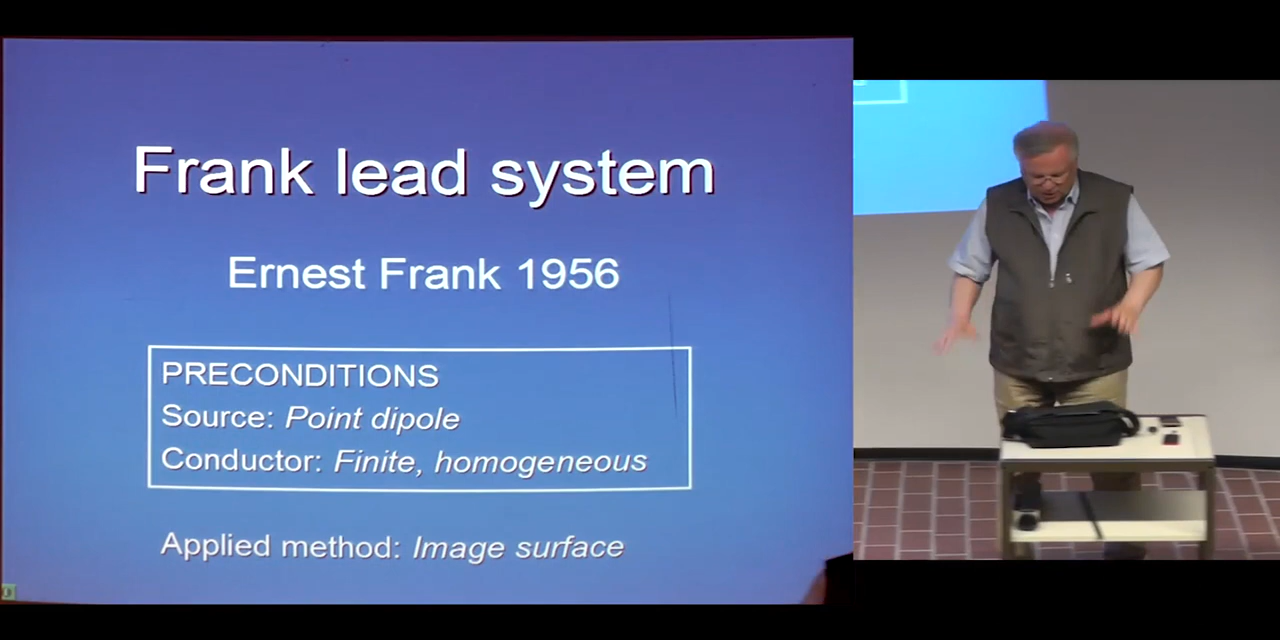 Frank lead system
Ernest Frank 1956
PRECONDITIONS
Source: Point dipole
Conductor: Finite, homogeneous
Applied method: Image surface